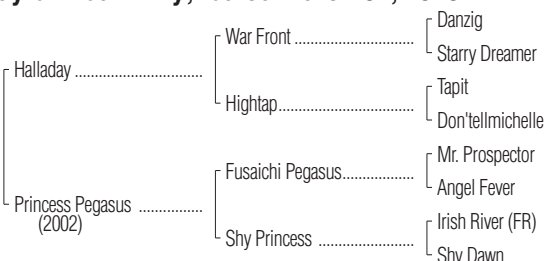 War Front
Danzig
Starry Dreamer
Halladay
Hightap
Tapit
Don'tellmichelle
Princess Pegasus
(2002)
Fusaichi Pegasus
Mr. Prospector
Angel Fever
Shy Princess
Irish River (FR)
Shy Dawn